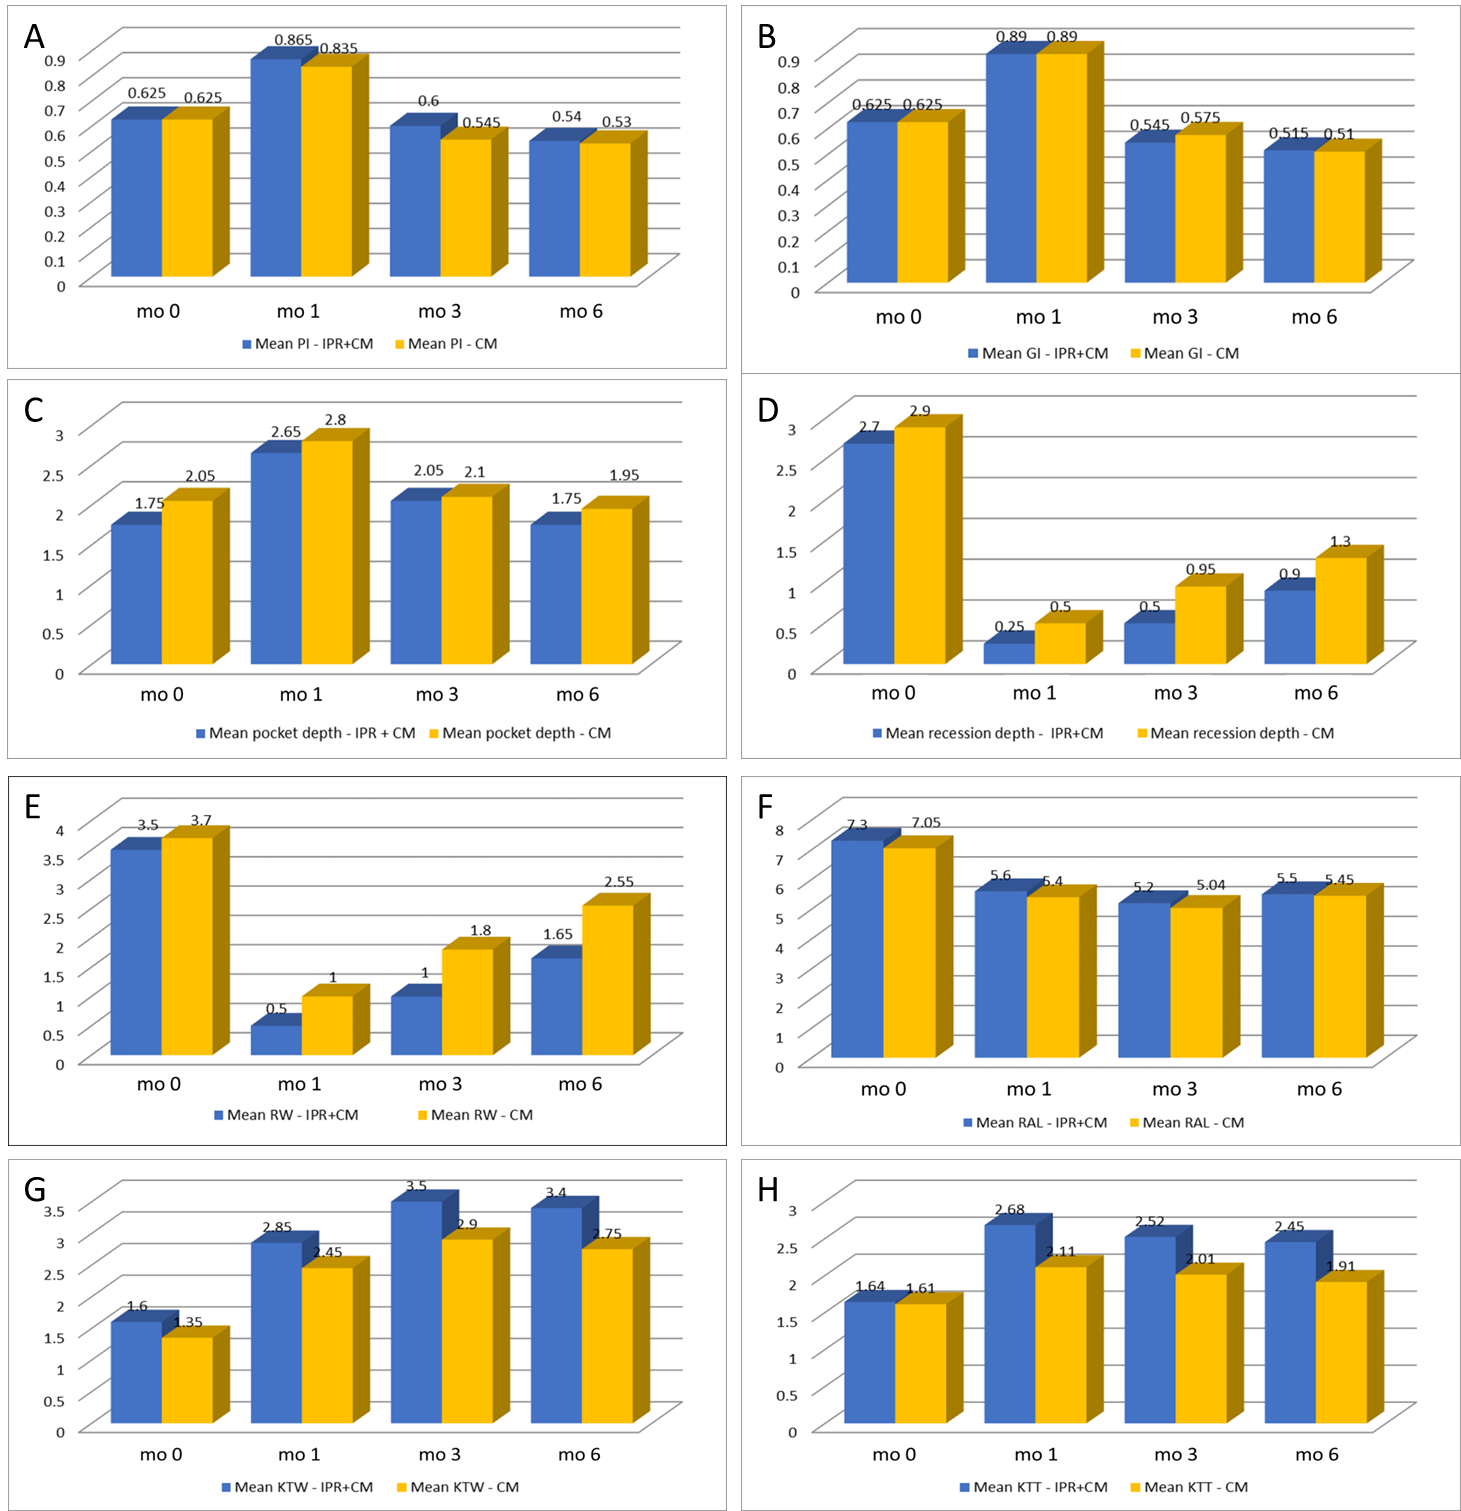 A
0.9
0.8
0.7
0.6
0.5
0.4
0.3
0.2
0.1
0
0.625 0.625 0.865 0.835 0.6 0.545 0.54 0.53
mo 0 mo 1 mo 3 mo 6
Mean PI - IPR+CM Mean PI - CM
B
0.9
0.8
0.7
0.6
0.5
0.4
0.3
0.2
0.1
0
0.625 0.625 0.89 0.89 0.545 0.575 0.515 0.51
mo 0 mo 1 mo 3 mo 6
Mean GI - IPR+CM Mean GI - CM
C
3
2.5
2
1.5
1
0.5
0
1.75 2.05 2.65 2.8 2.05 2.1 1.75 1.95
mo 0 mo 1 mo 3 mo 6
Mean pocket depth - IPR + CM Mean pocket depth - CM
D
3
2.5
2
1.5
1
0.5
0
2.7 2.9 0.25 0.5 0.5 0.95 0.9 1.3
mo 0 mo 1 mo 3 mo 6
Mean recession depth - IPR+CM Mean recession depth - CM
E
4
3.5
3
2.5
2
1.5
1
0.5
0
3.5 3.7 0.5 1 1 1.8 1.65 2.55
mo 0 mo 1 mo 3 mo 6
Mean RW - IPR+CM Mean RW - CM
F
8
7
6
5
4
3
2
1
0
7.3 7.05 5.6 5.4 5.2 5.04 5.5 5.45
mo 0 mo 1 mo 3 mo 6
Mean RAL - IPR+CM Mean RAL - CM
G
3.5
3
2.5
2
1.5
1
0.5
0
1.6 1.35 2.85 2.45 3.5 2.9 3.4 2.75
mo 0 mo 1 mo 3 mo 6
Mean KTW - IPR+CM Mean KTW - CM
H
3
2.5
2
1.5
1
0.5
0
1.64 1.61 2.68 2.11 2.52 2.01 2.45 1.91
mo 0 mo 1 mo 3 mo 6
Mean KTT - IPR+CM Mean KTT - CM